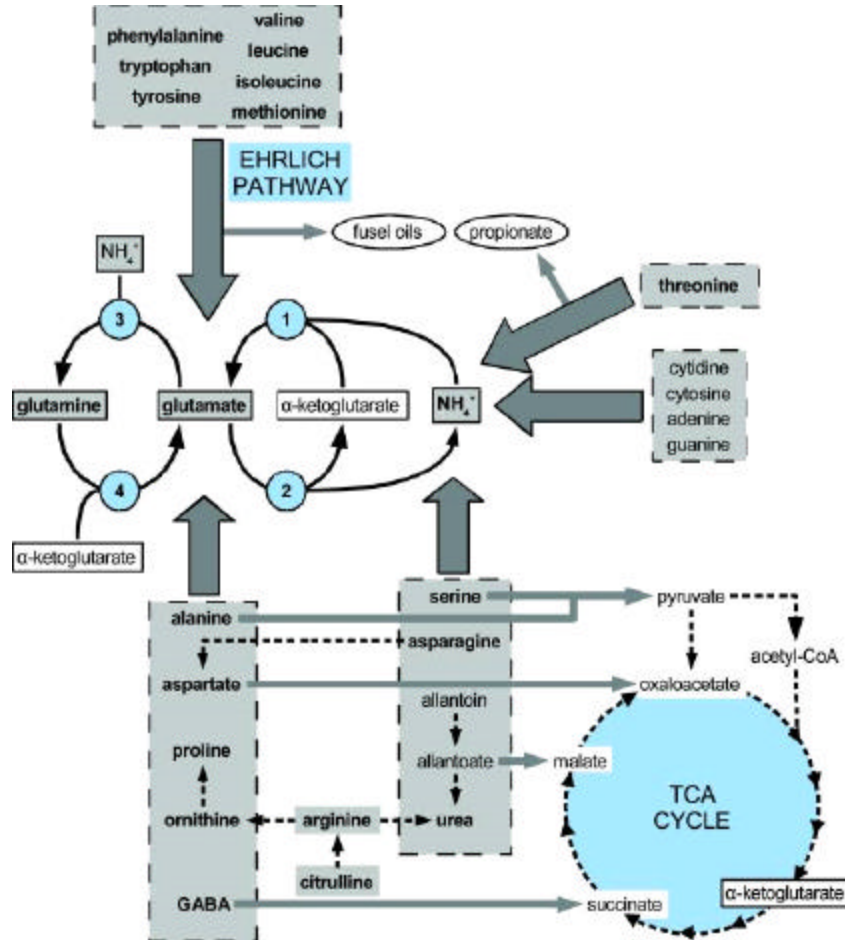 phenylalanine
tryptophan
tyrosine
valine
leucine
isoleucine
methionine
EHRLICH
PATHWAY
fusel oils
propionate
NH₄⁺
threonine
3
1
cytidine
cytosine
adenine
guanine
glutamine
glutamate
α-ketoglutarate
NH₄⁺
4
2
α-ketoglutarate
serine
pyruvate
alanine
asparagine
acetyl-CoA
aspartate
oxaloacetate
allantoin
proline
allantoate
malate
TCA
CYCLE
ornithine
arginine
urea
citrulline
α-ketoglutarate
GABA
succinate